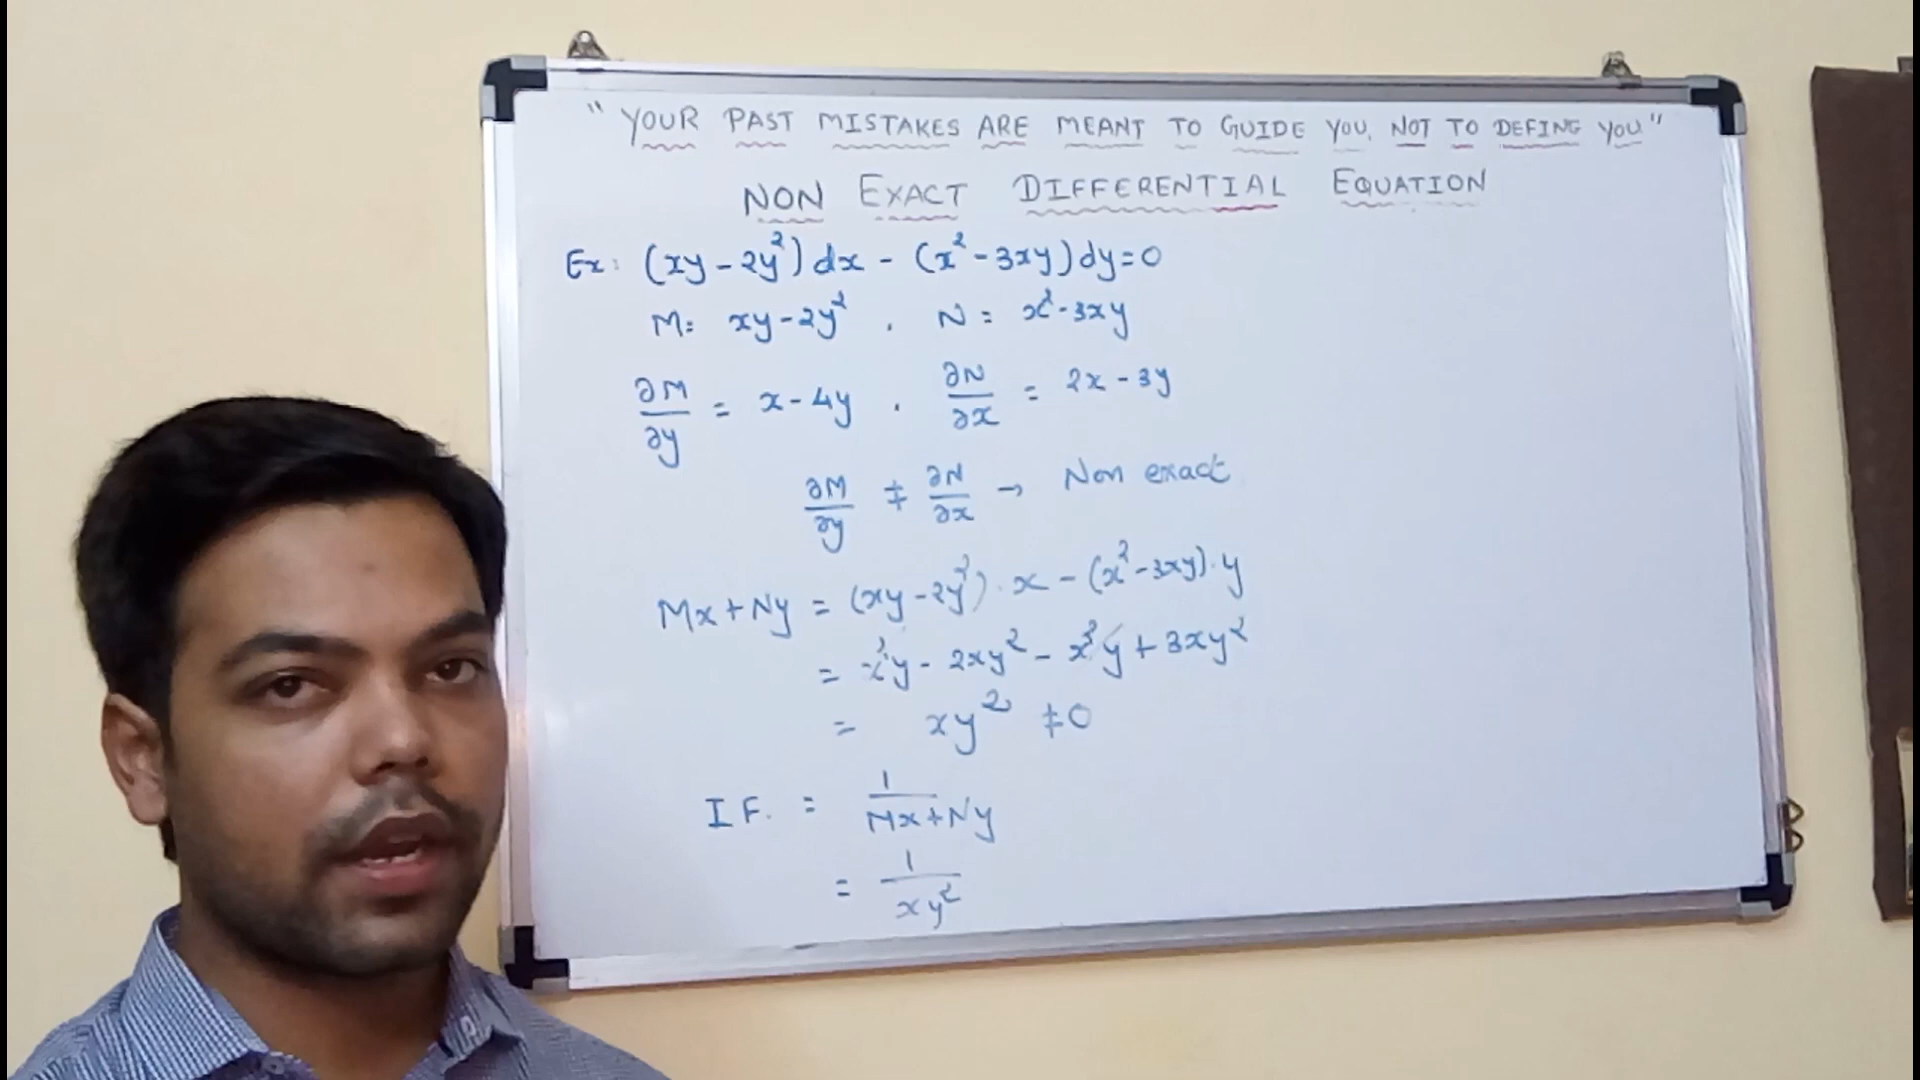 " YOUR PAST MISTAKES ARE MEANT TO GUIDE YOU, NOT TO DEFINE YOU "
NON EXACT DIFFERENTIAL EQUATION
Ex: (xy - 2y²) dx - (x² - 3xy) dy = 0
M = xy - 2y² , N = x² - 3xy
∂M/∂y = x - 4y , ∂N/∂x = 2x - 3y
∂M/∂y ≠ ∂N/∂x → Non exact
Mx + Ny = (xy - 2y²) · x - (x² - 3xy) · y
= x²y - 2xy² - x²y + 3xy²
= xy² ≠ 0
I F. = 1/(Mx + Ny)
= 1/(xy²)